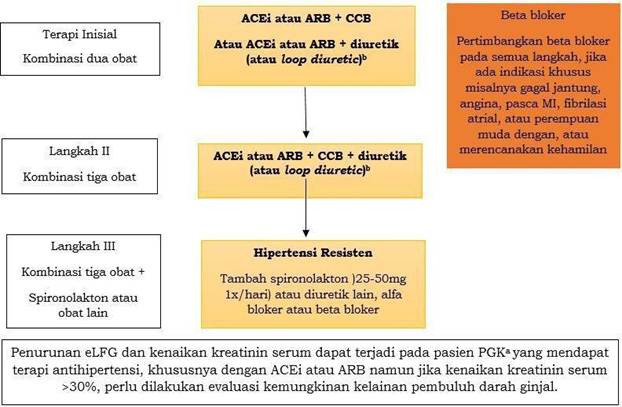 Terapi Inisial
Kombinasi dua obat
ACEi atau ARB + CCB
Atau ACEi atau ARB + diuretik
(atau loop diuretic)ᵇ
Beta bloker
Pertimbangkan beta bloker
pada semua langkah, jika
ada indikasi khusus
misalnya gagal jantung,
angina, pasca MI, fibrilasi
atrial, atau perempuan
muda dengan, atau
merencanakan kehamilan
Langkah II
Kombinasi tiga obat
ACEi atau ARB + CCB + diuretik
(atau loop diuretic)ᵇ
Langkah III
Kombinasi tiga obat +
Spironolakton atau
obat lain
Hipertensi Resisten
Tambah spironolakton )25-50mg
1x/hari) atau diuretik lain, alfa
bloker atau beta bloker
Penurunan eLFG dan kenaikan kreatinin serum dapat terjadi pada pasien PGKᵃ yang mendapat
terapi antihipertensi, khususnya dengan ACEi atau ARB namun jika kenaikan kreatinin serum
>30%, perlu dilakukan evaluasi kemungkinan kelainan pembuluh darah ginjal.